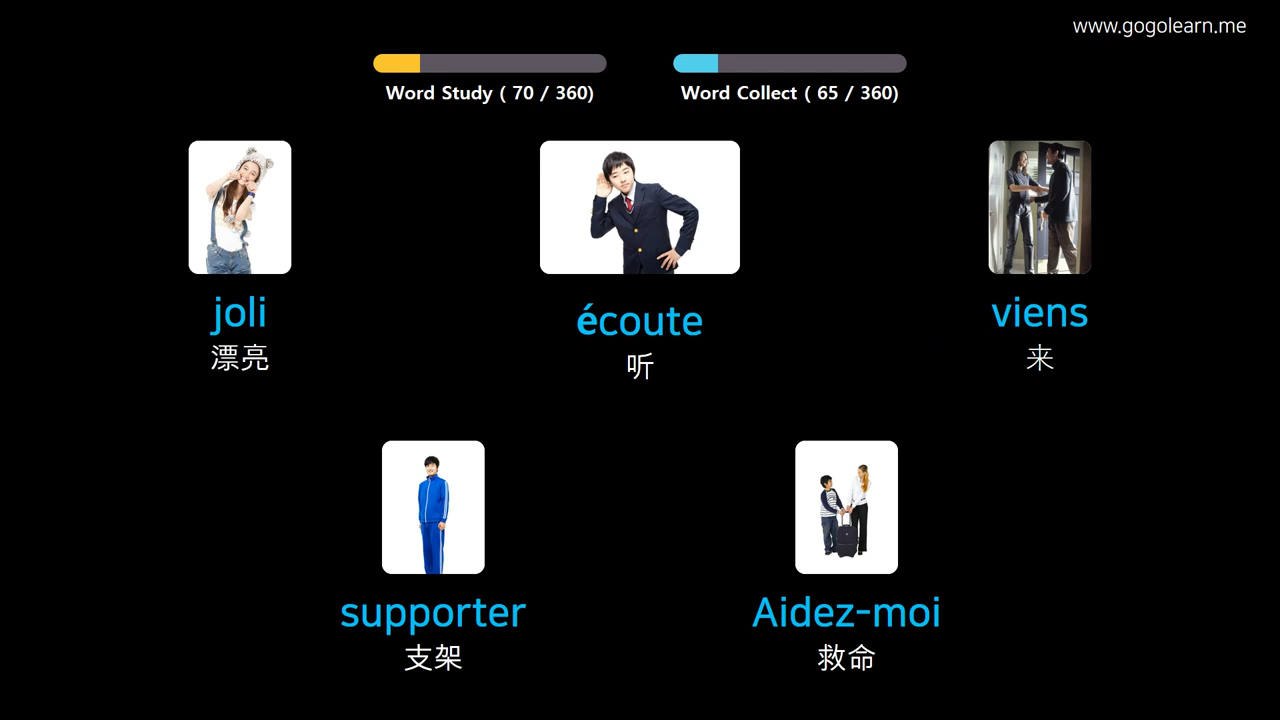 www.gogolearn.me
Word Study ( 70 / 360)
Word Collect ( 65 / 360)
joli
漂亮
écoute
听
viens
来
supporter
支架
Aidez-moi
救命